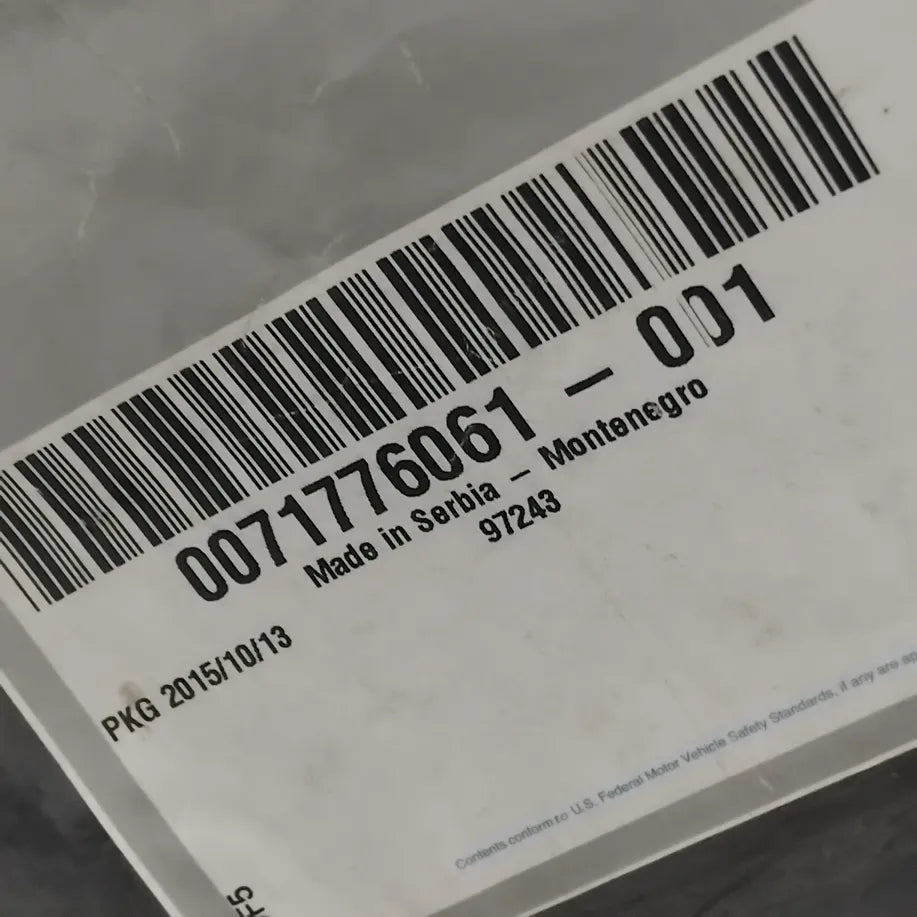 0071776061 – 001
Made in Serbia – Montenegro
97243
PKG 2015/10/13
Contents conform to U.S. Federal Motor Vehicle Safety Standards, if any are
F5